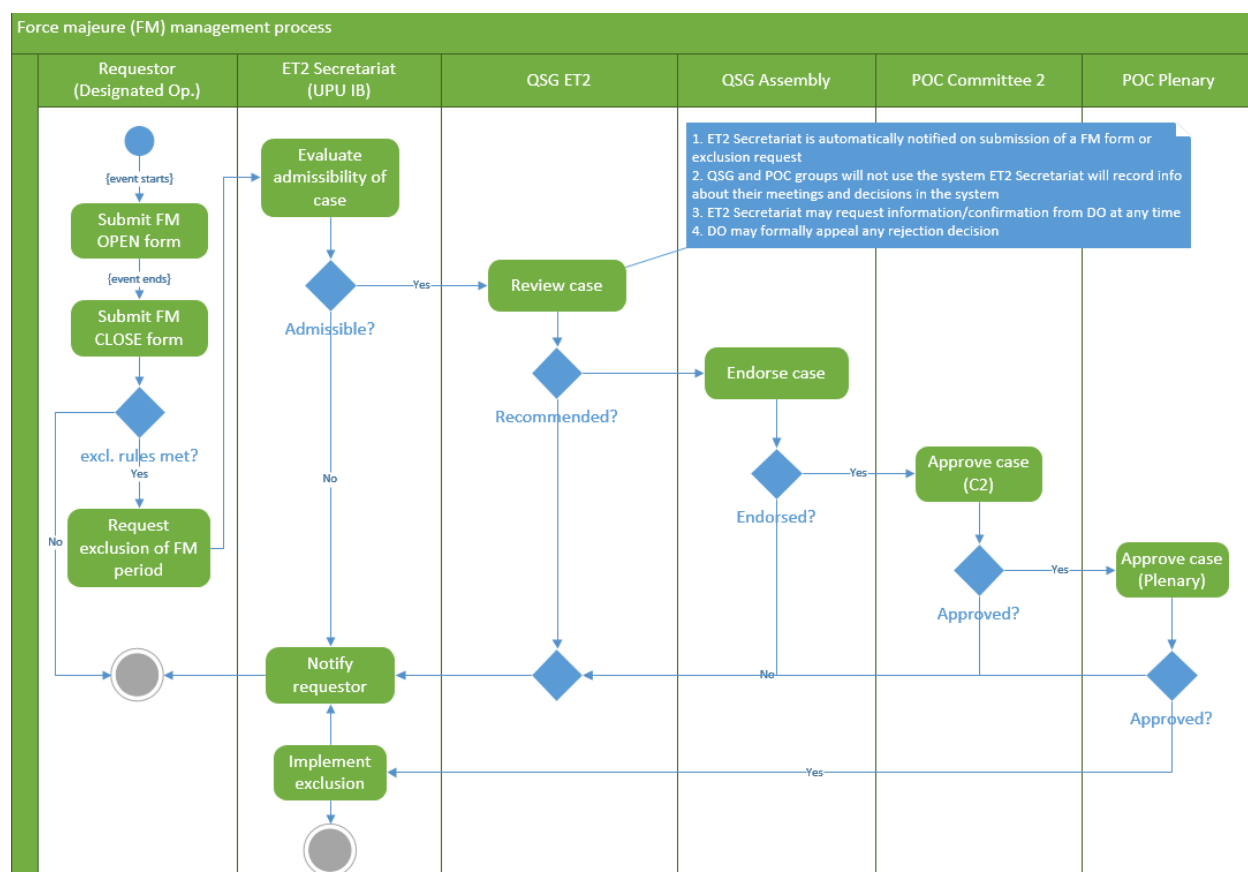 Force majeure (FM) management process
Requestor
(Designated Op.)
ET2 Secretariat
(UPU IB)
QSG ET2
QSG Assembly
POC Committee 2
POC Plenary
1. ET2 Secretariat is automatically notified on submission of a FM form or
exclusion request
2. QSG and POC groups will not use the system ET2 Secretariat will record info
about their meetings and decisions in the system
3. ET2 Secretariat may request information/confirmation from DO at any time
4. DO may formally appeal any rejection decision
{event starts}
Submit FM
OPEN form
{event ends}
Submit FM
CLOSE form
excl. rules met?
Yes
No
Request
exclusion of FM
period
Evaluate
admissibility of
case
Admissible?
Yes
No
Review case
Recommended?
Endorse case
Endorsed?
Yes
Approve case
(C2)
Approved?
Yes
Approve case
(Plenary)
Approved?
No
Notify
requestor
Implement
exclusion
Yes